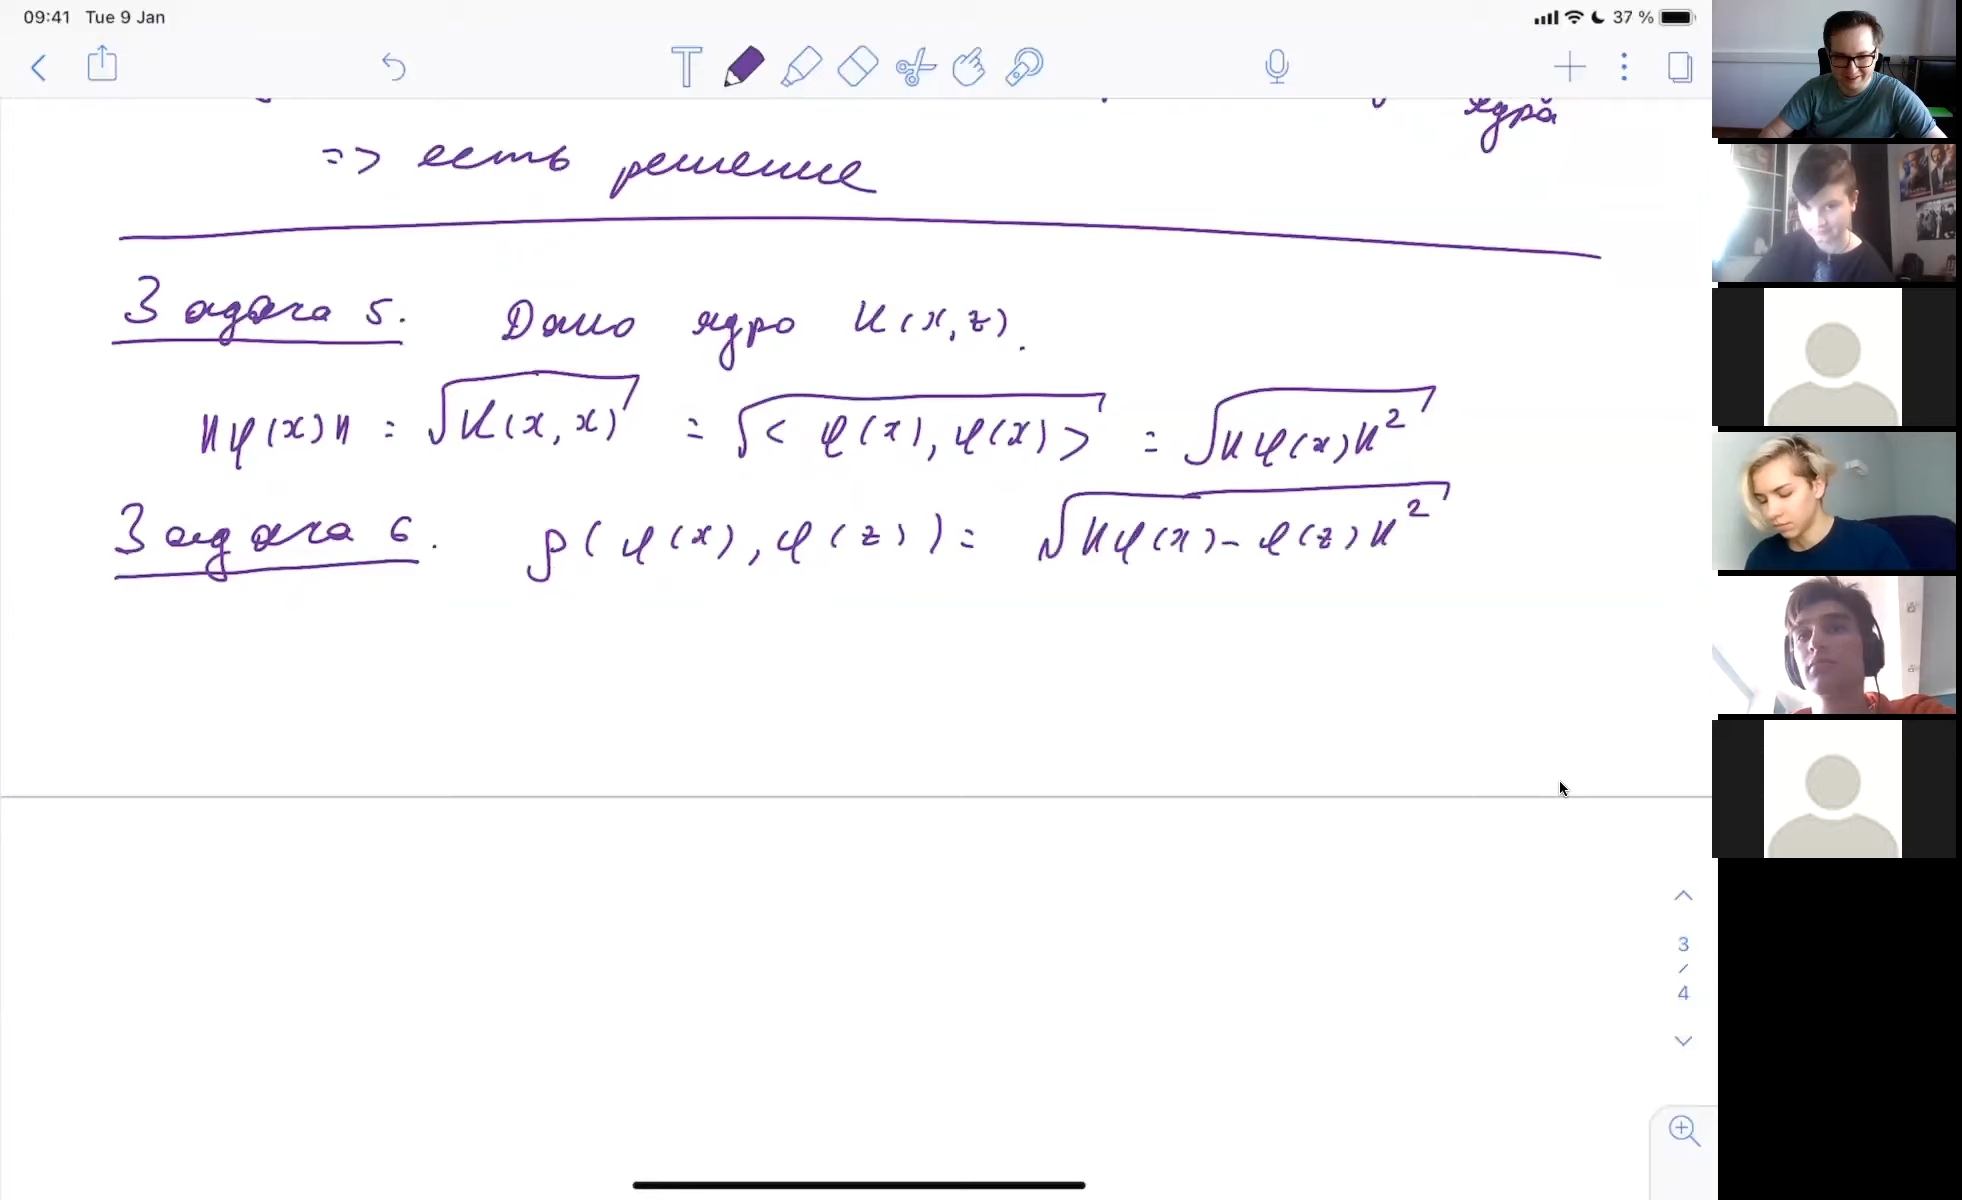 09:41 Tue 9 Jan 37 %
ядра
=> есть решение
Задача 5. Дано ядро K(x, z).
‖φ(x)‖ = √K(x, x) = √<φ(x), φ(x)> = √‖φ(x)‖²
Задача 6. ρ(φ(x), φ(z)) = √‖φ(x) - φ(z)‖²
3
/
4